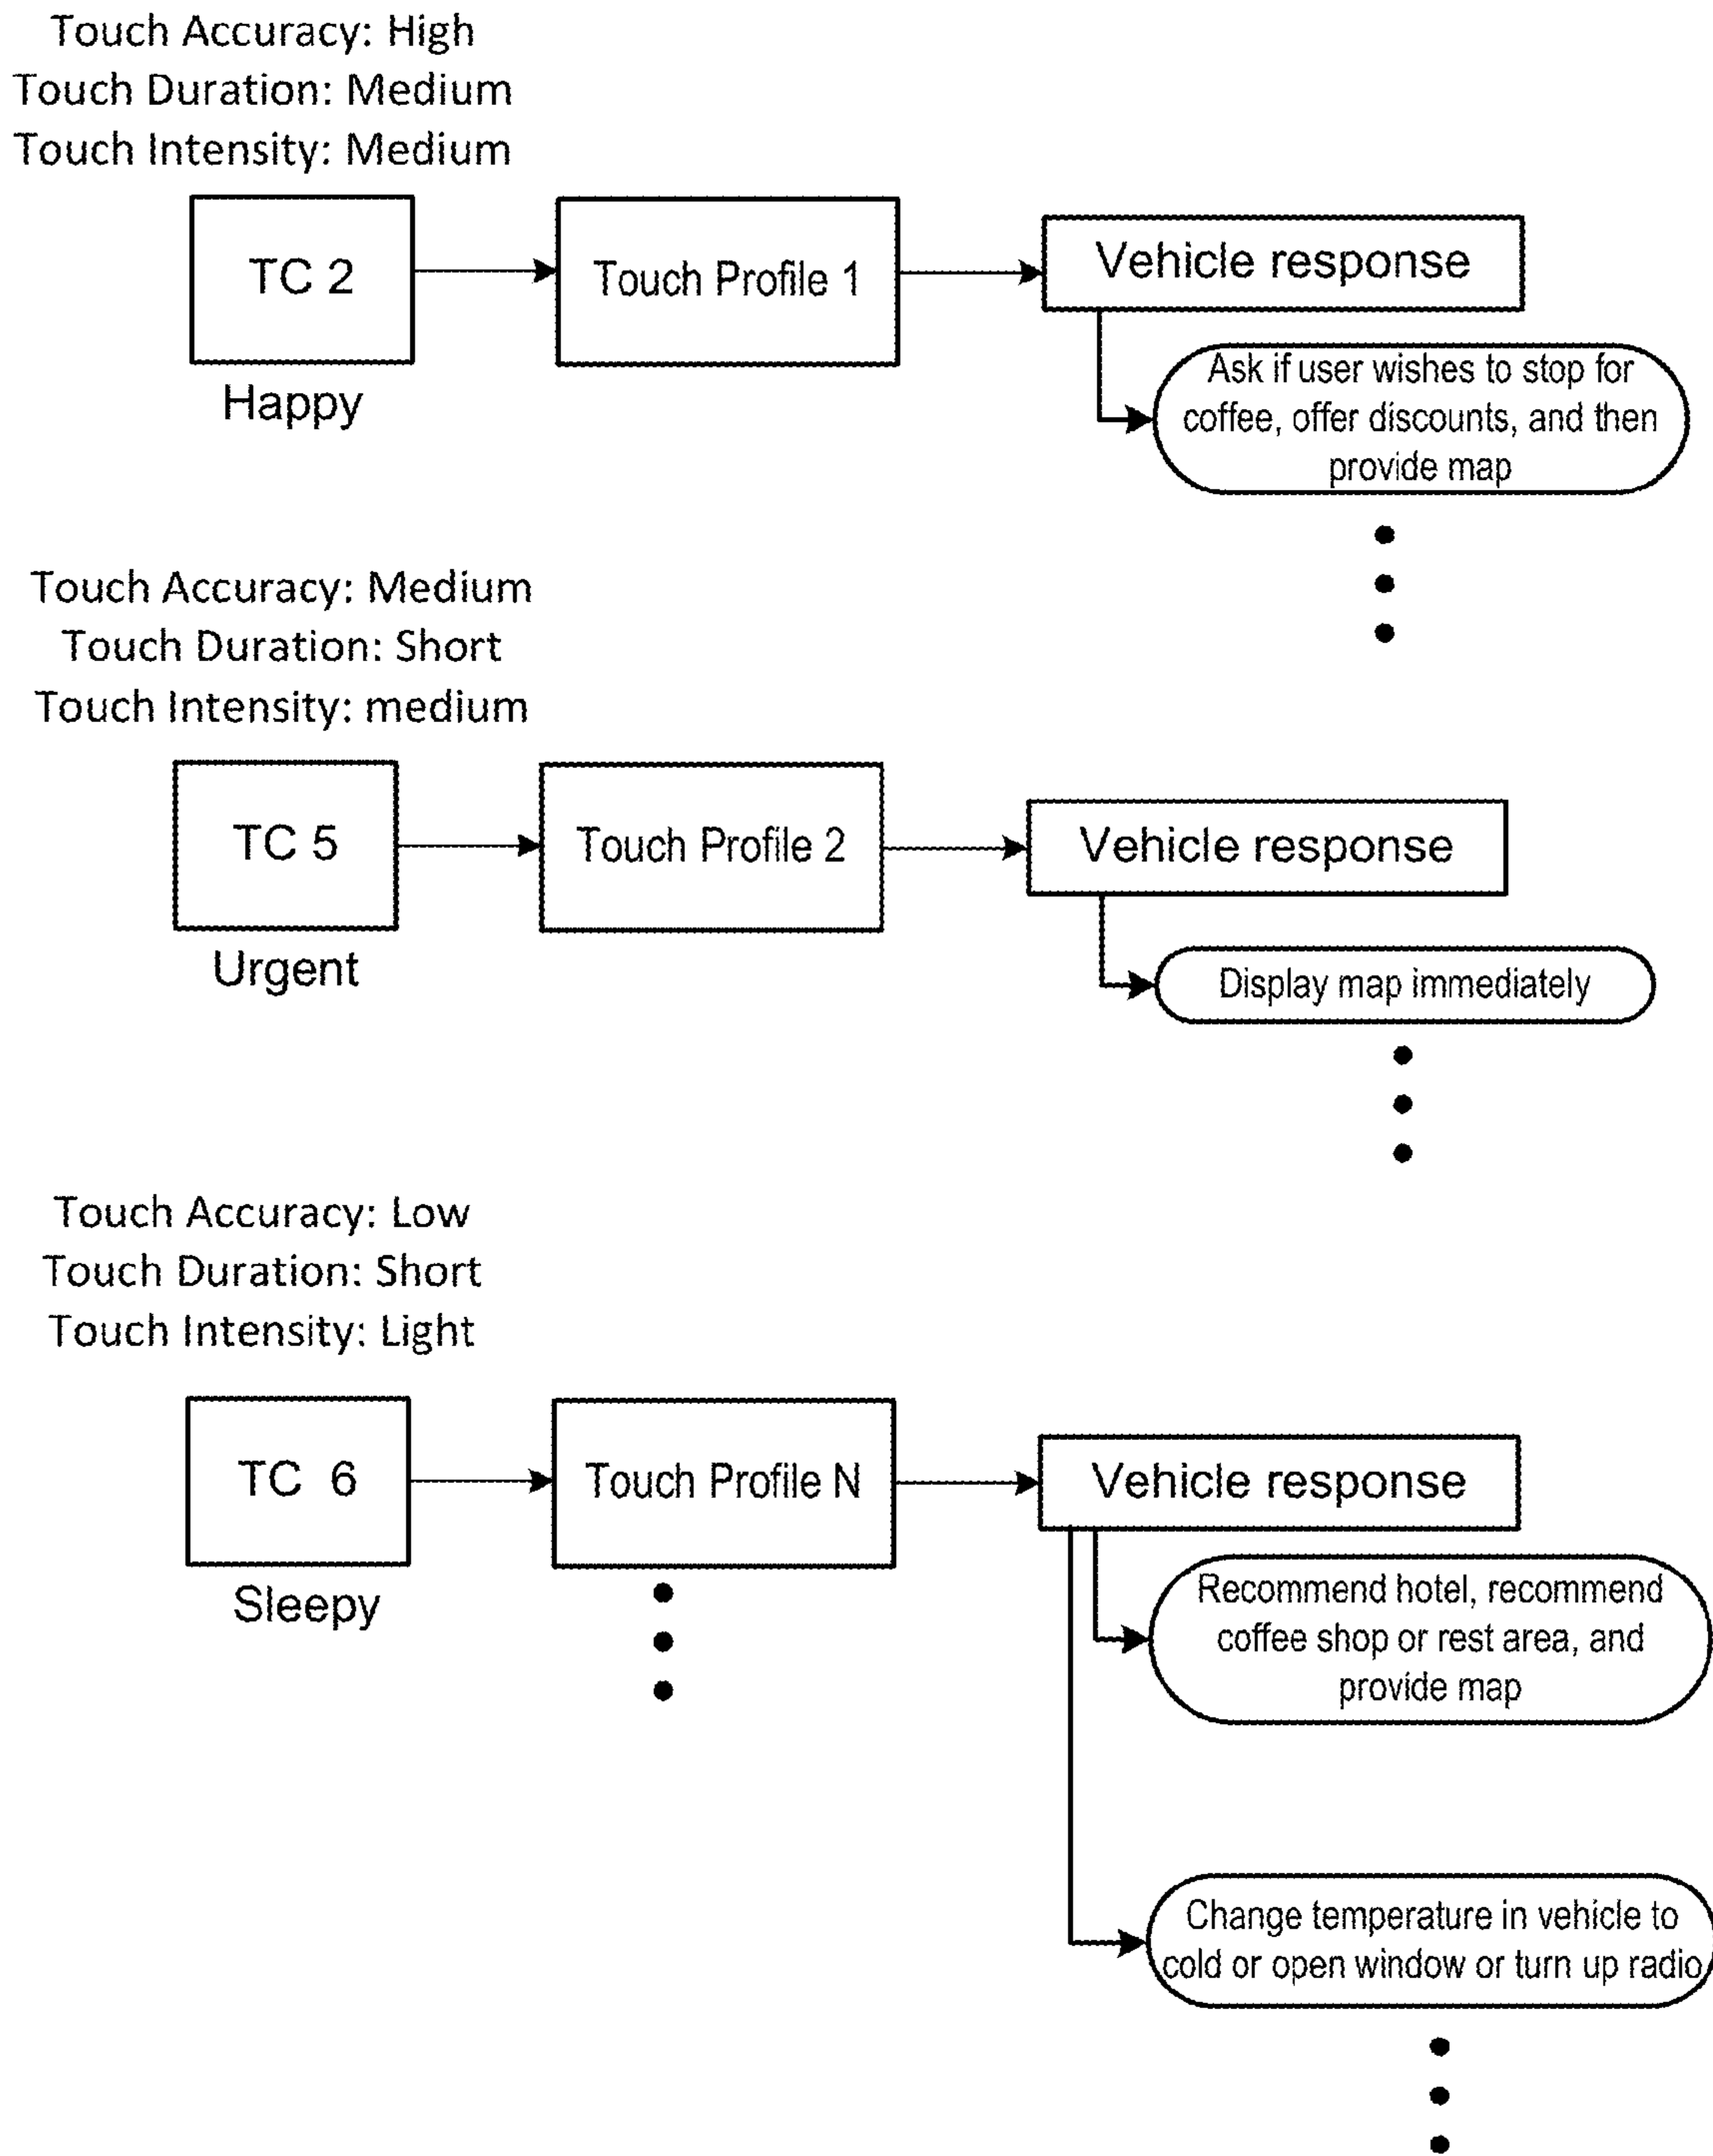 Touch Accuracy: High
Touch Duration: Medium
Touch Intensity: Medium
TC 2
Happy
Touch Profile 1
Vehicle response
Ask if user wishes to stop for
coffee, offer discounts, and then
provide map
Touch Accuracy: Medium
Touch Duration: Short
Touch Intensity: medium
TC 5
Urgent
Touch Profile 2
Vehicle response
Display map immediately
Touch Accuracy: Low
Touch Duration: Short
Touch Intensity: Light
TC 6
Sleepy
Touch Profile N
Vehicle response
Recommend hotel, recommend
coffee shop or rest area, and
provide map
Change temperature in vehicle to
cold or open window or turn up radio